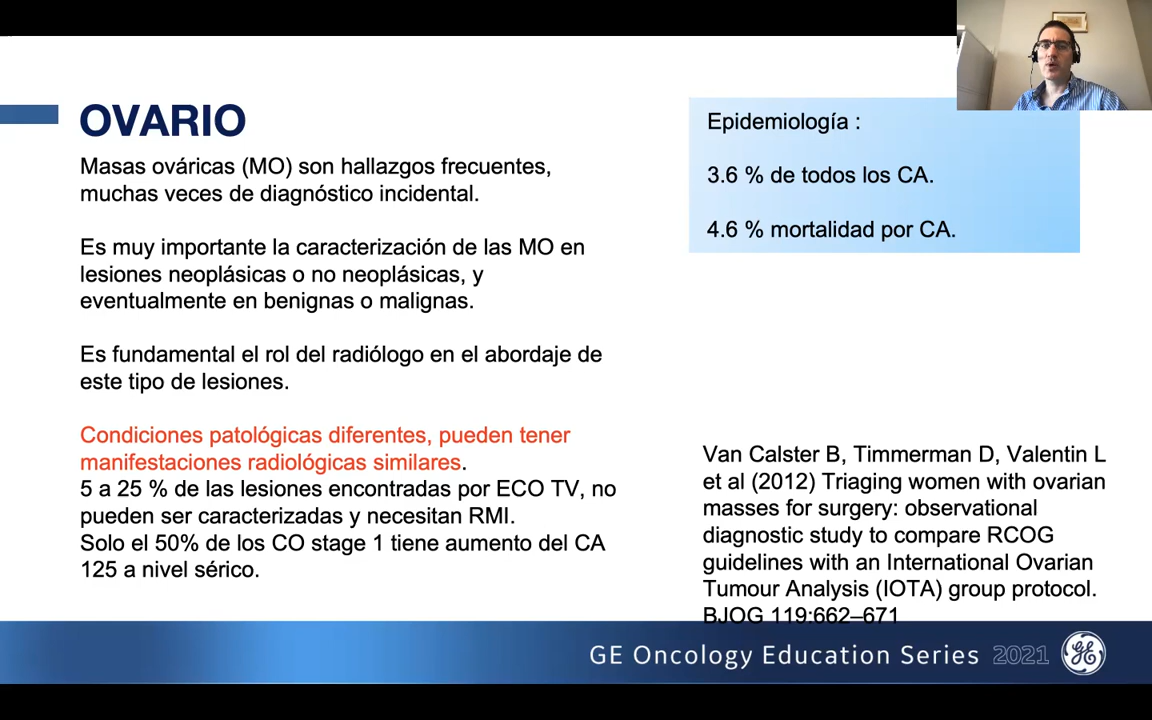 OVARIO
Masas ováricas (MO) son hallazgos frecuentes,
muchas veces de diagnóstico incidental.
Es muy importante la caracterización de las MO en
lesiones neoplásicas o no neoplásicas, y
eventualmente en benignas o malignas.
Es fundamental el rol del radiólogo en el abordaje de
este tipo de lesiones.
Condiciones patológicas diferentes, pueden tener
manifestaciones radiológicas similares.
5 a 25 % de las lesiones encontradas por ECO TV, no
pueden ser caracterizadas y necesitan RMI.
Solo el 50% de los CO stage 1 tiene aumento del CA
125 a nivel sérico.
Epidemiología :
3.6 % de todos los CA.
4.6 % mortalidad por CA.
Van Calster B, Timmerman D, Valentin L
et al (2012) Triaging women with ovarian
masses for surgery: observational
diagnostic study to compare RCOG
guidelines with an International Ovarian
Tumour Analysis (IOTA) group protocol.
BJOG 119:662–671
GE Oncology Education Series 2021